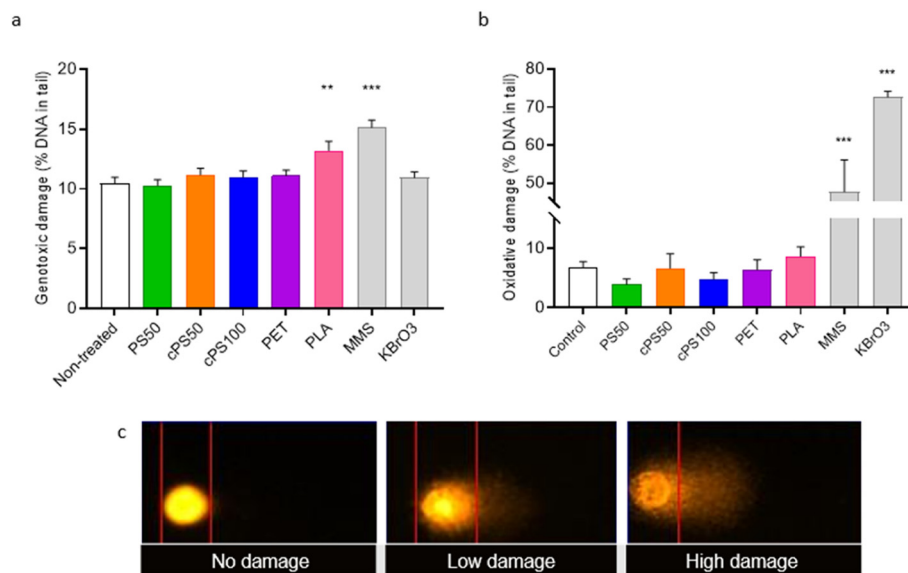 a
Genotoxic damage (% DNA in tail)
20
15
10
5
0
**
***
Non-treated
PS50
cPS50
cPS100
PET
PLA
MMS
KBrO3
b
Oxidative damage (% DNA in tail)
80
70
60
50
10
0
***
***
Control
PS50
cPS50
cPS100
PET
PLA
MMS
KBrO3
c
No damage
Low damage
High damage